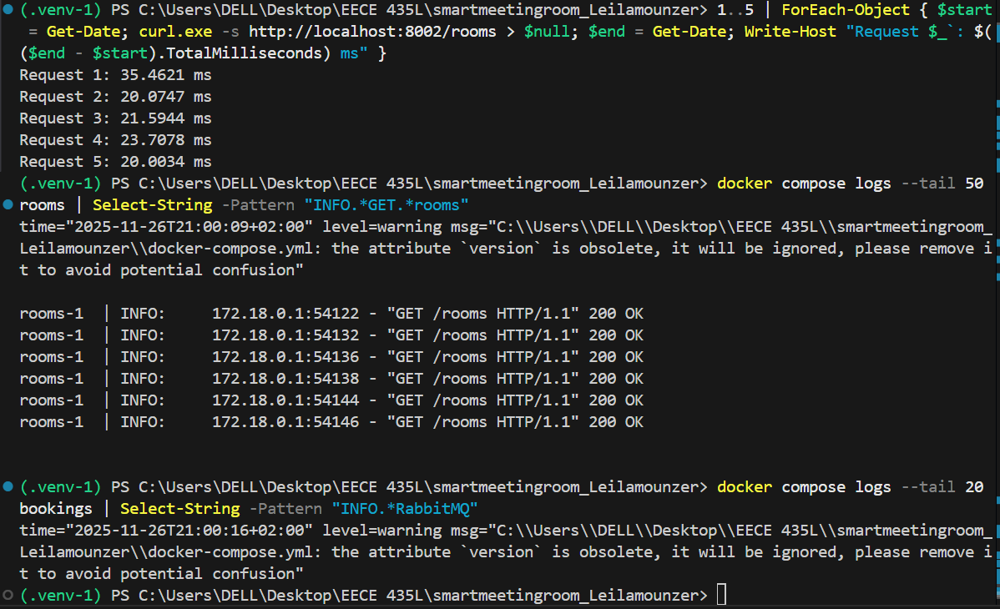 (.venv-1) PS C:\Users\DELL\Desktop\EECE 435L\smartmeetingroom_Leilamounzer> 1..5 | ForEach-Object { $start
= Get-Date; curl.exe -s http://localhost:8002/rooms > $null; $end = Get-Date; Write-Host "Request $_`: $(
($end - $start).TotalMilliseconds) ms" }
Request 1: 35.4621 ms
Request 2: 20.0747 ms
Request 3: 21.5944 ms
Request 4: 23.7078 ms
Request 5: 20.0034 ms
(.venv-1) PS C:\Users\DELL\Desktop\EECE 435L\smartmeetingroom_Leilamounzer> docker compose logs --tail 50
rooms | Select-String -Pattern "INFO.*GET.*rooms"
time="2025-11-26T21:00:09+02:00" level=warning msg="C:\\Users\\DELL\\Desktop\\EECE 435L\\smartmeetingroom_
Leilamounzer\\docker-compose.yml: the attribute `version` is obsolete, it will be ignored, please remove i
t to avoid potential confusion"
rooms-1  | INFO:     172.18.0.1:54122 - "GET /rooms HTTP/1.1" 200 OK
rooms-1  | INFO:     172.18.0.1:54132 - "GET /rooms HTTP/1.1" 200 OK
rooms-1  | INFO:     172.18.0.1:54136 - "GET /rooms HTTP/1.1" 200 OK
rooms-1  | INFO:     172.18.0.1:54138 - "GET /rooms HTTP/1.1" 200 OK
rooms-1  | INFO:     172.18.0.1:54144 - "GET /rooms HTTP/1.1" 200 OK
rooms-1  | INFO:     172.18.0.1:54146 - "GET /rooms HTTP/1.1" 200 OK
(.venv-1) PS C:\Users\DELL\Desktop\EECE 435L\smartmeetingroom_Leilamounzer> docker compose logs --tail 20
bookings | Select-String -Pattern "INFO.*RabbitMQ"
time="2025-11-26T21:00:16+02:00" level=warning msg="C:\\Users\\DELL\\Desktop\\EECE 435L\\smartmeetingroom_
Leilamounzer\\docker-compose.yml: the attribute `version` is obsolete, it will be ignored, please remove i
t to avoid potential confusion"
(.venv-1) PS C:\Users\DELL\Desktop\EECE 435L\smartmeetingroom_Leilamounzer>